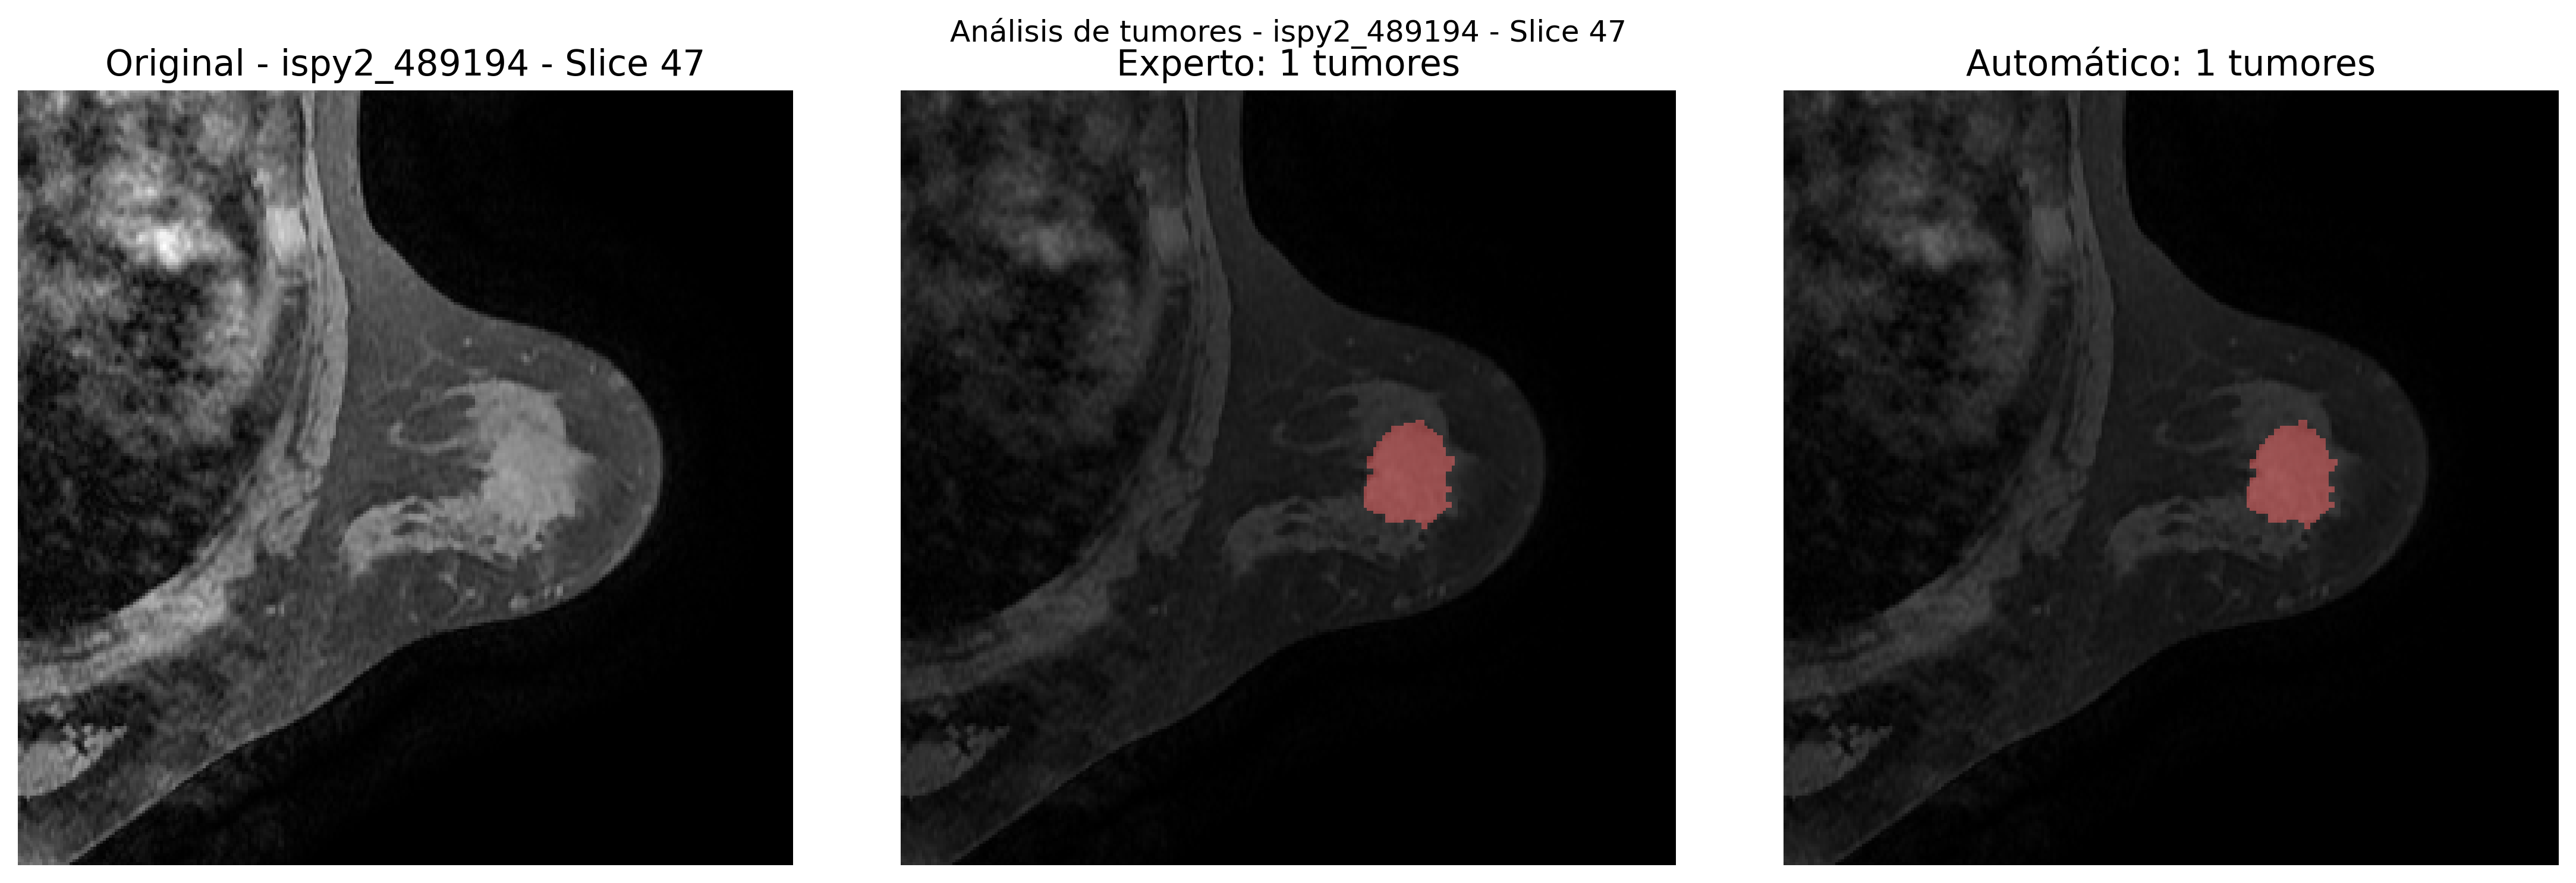 Análisis de tumores - ispy2_489194 - Slice 47
Original - ispy2_489194 - Slice 47
Experto: 1 tumores
Automático: 1 tumores